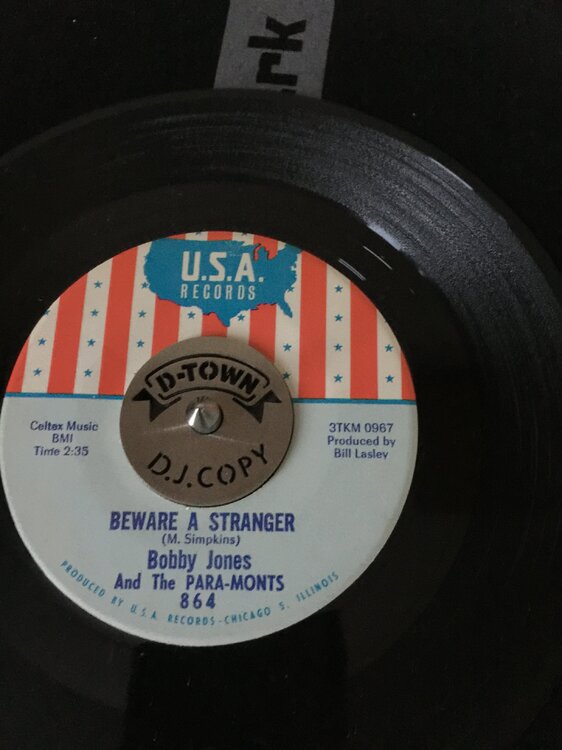 rk
U.S.A.
RECORDS
D-TOWN
D.J. COPY
Celtex Music
BMI
Time 2:35
3TKM 0967
Produced by
Bill Lasley
BEWARE A STRANGER
(M. Simpkins)
Bobby Jones
And The PARA-MONTS
864
PRODUCED BY U.S.A. RECORDS - CHICAGO 5, ILLINOIS